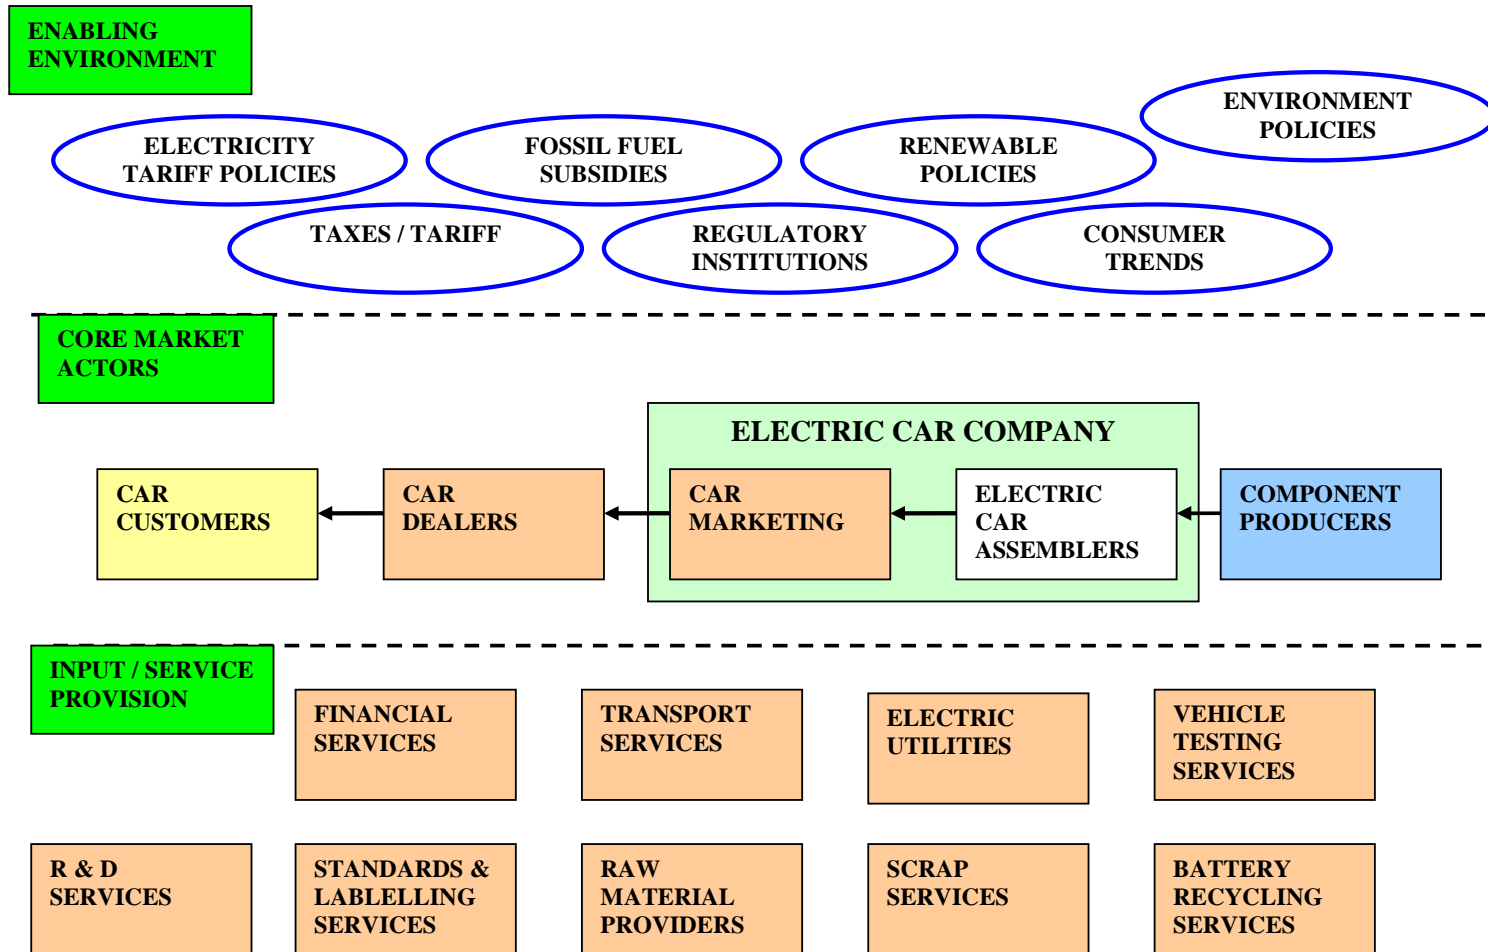 ENABLING
ENVIRONMENT
ENVIRONMENT
POLICIES
ELECTRICITY
TARIFF POLICIES
FOSSIL FUEL
SUBSIDIES
RENEWABLE
POLICIES
TAXES / TARIFF
REGULATORY
INSTITUTIONS
CONSUMER
TRENDS
CORE MARKET
ACTORS
ELECTRIC CAR COMPANY
CAR
CUSTOMERS
CAR
DEALERS
CAR
MARKETING
ELECTRIC
CAR
ASSEMBLERS
COMPONENT
PRODUCERS
INPUT / SERVICE
PROVISION
FINANCIAL
SERVICES
TRANSPORT
SERVICES
ELECTRIC
UTILITIES
VEHICLE
TESTING
SERVICES
R & D
SERVICES
STANDARDS &
LABLELLING
SERVICES
RAW
MATERIAL
PROVIDERS
SCRAP
SERVICES
BATTERY
RECYCLING
SERVICES